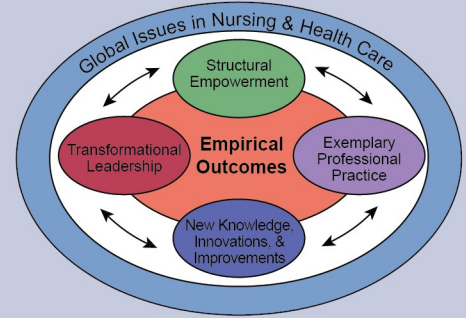 Global Issues in Nursing & Health Care
Structural
Empowerment
Transformational
Leadership
Empirical
Outcomes
Exemplary
Professional
Practice
New Knowledge,
Innovations, &
Improvements